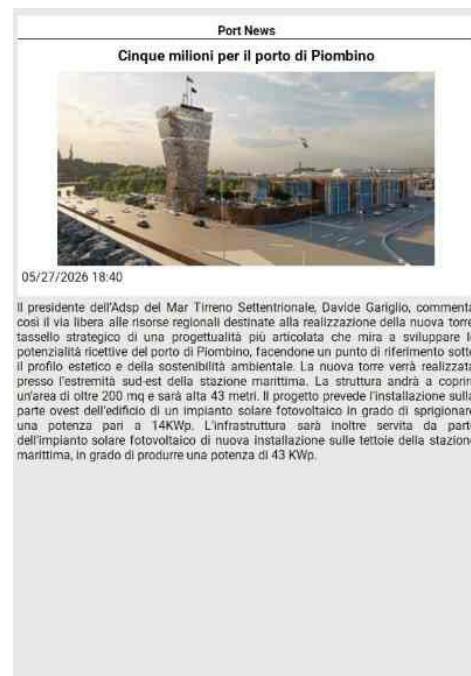 Port News
Cinque milioni per il porto di Piombino
05/27/2026 18:40
Il presidente dell'Adsp del Mar Tirreno Settentrionale, Davide Gariglio, commenta
così il via libera alle risorse regionali destinate alla realizzazione della nuova torre
tassello strategico di una progettualità più articolata che mira a sviluppare l
potenzialità ricettive del porto di Piombino, facendone un punto di riferimento sott
il profilo estetico e della sostenibilità ambientale. La nuova torre verrà realizzata
presso l'estremità sud-est della stazione marittima. La struttura andrà a coprir
un'area di oltre 200 mq e sarà alta 43 metri. Il progetto prevede l'installazione sulla
parte ovest dell'edificio di un impianto solare fotovoltaico in grado di sprigionar
una potenza pari a 14KWp. L'infrastruttura sarà inoltre servita da part
dell'impianto solare fotovoltaico di nuova installazione sulle tettoie della stazion
marittima, in grado di produrre una potenza di 43 KWp.